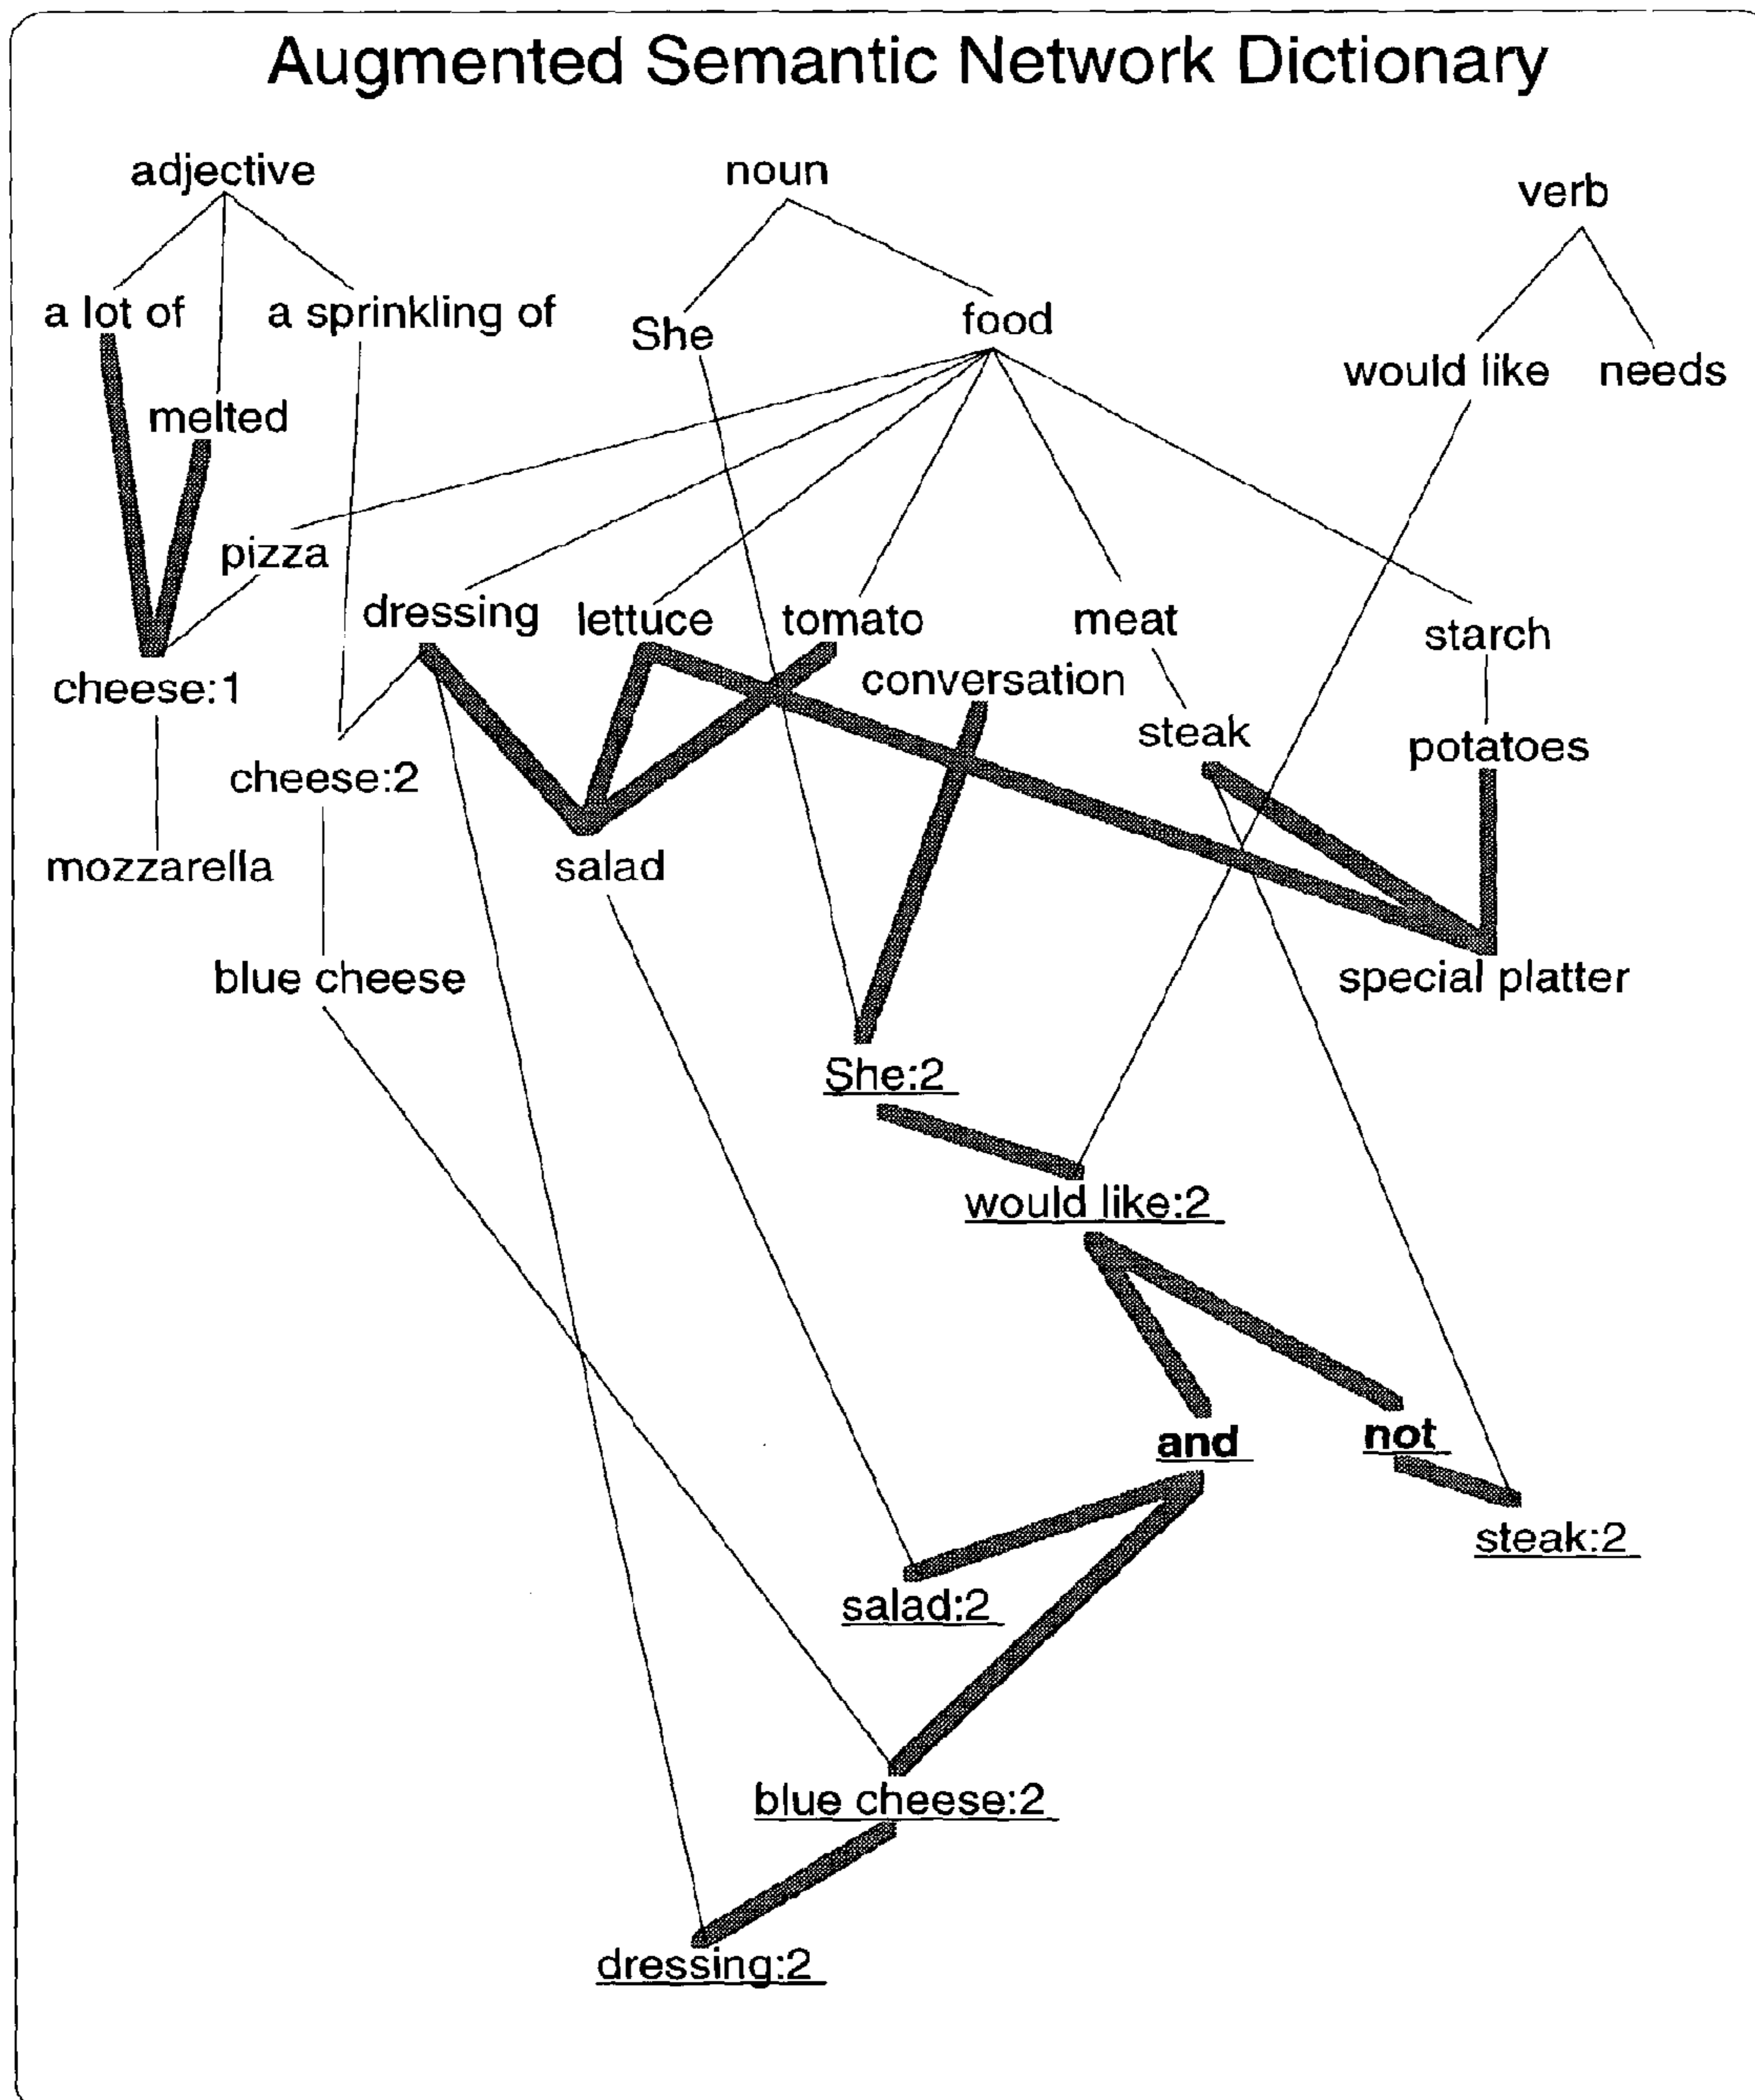 Augmented Semantic Network Dictionary
adjective
noun
verb
a lot of
a sprinkling of
She
food
would like
needs
melted
pizza
dressing
lettuce
tomato
meat
starch
conversation
cheese:1
steak
potatoes
cheese:2
mozzarella
salad
blue cheese
special platter
She:2
would like:2
and
not
steak:2
salad:2
blue cheese:2
dressing:2